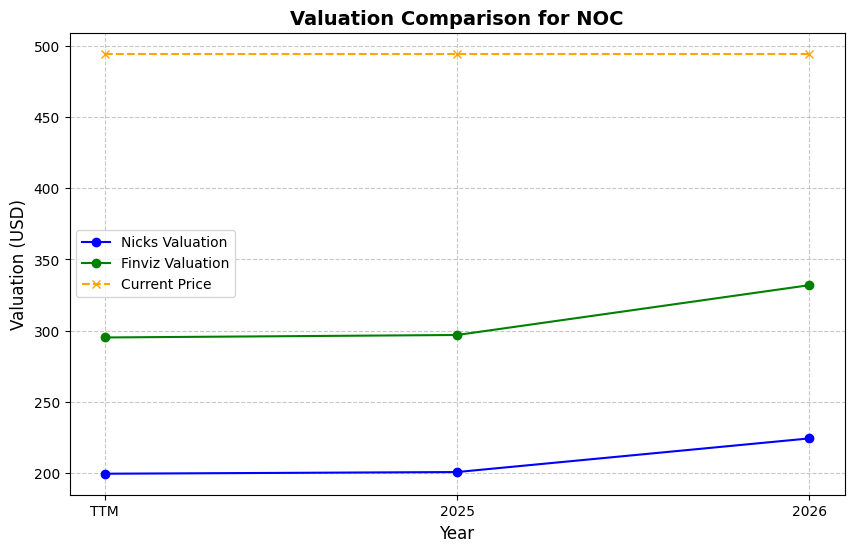 Valuation Comparison for NOC
Valuation (USD)
500
450
400
350
300
250
200
Nicks Valuation
Finviz Valuation
Current Price
TTM
2025
2026
Year